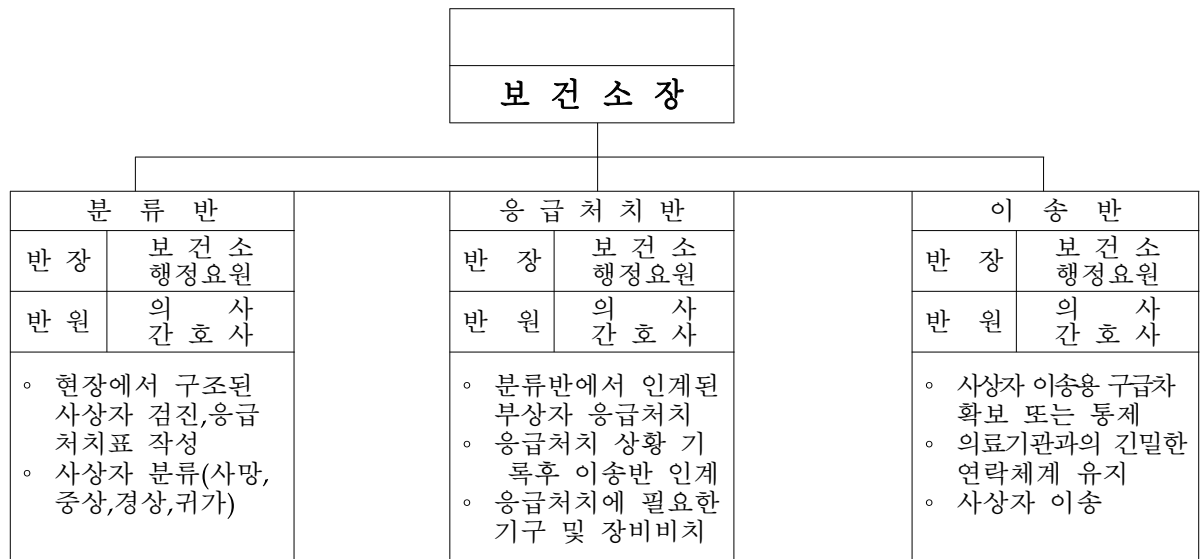 보 건 소 장
분 류 반
반 장
보 건 소
행정요원
반 원
의 사
간 호 사
◦ 현장에서 구조된
사상자 검진,응급
처치표 작성
◦ 사상자 분류(사망,
중상,경상,귀가)
응 급 처 치 반
반 장
보 건 소
행정요원
반 원
의 사
간 호 사
◦ 분류반에서 인계된
부상자 응급처치
◦ 응급처치 상황 기
록후 이송반 인계
◦ 응급처치에 필요한
기구 및 장비비치
이 송 반
반 장
보 건 소
행정요원
반 원
의 사
간 호 사
◦ 사상자 이송용 구급차
확보 또는 통제
◦ 의료기관과의 긴밀한
연락체계 유지
◦ 사상자 이송